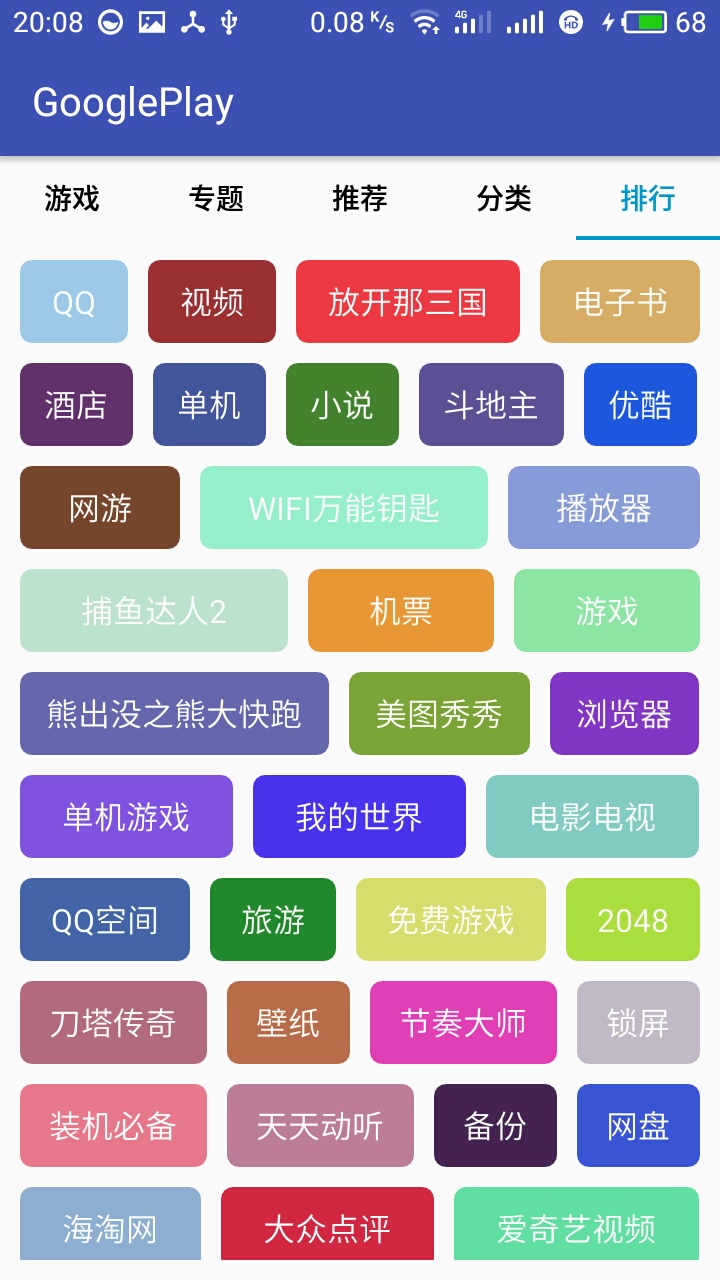 20:08 0.08 K/S 4G HD 68
GooglePlay
游戏 专题 推荐 分类 排行
QQ 视频 放开那三国 电子书
酒店 单机 小说 斗地主 优酷
网游 WIFI万能钥匙 播放器
捕鱼达人2 机票 游戏
熊出没之熊大快跑 美图秀秀 浏览器
单机游戏 我的世界 电影电视
QQ空间 旅游 免费游戏 2048
刀塔传奇 壁纸 节奏大师 锁屏
装机必备 天天动听 备份 网盘
海淘网 大众点评 爱奇艺视频